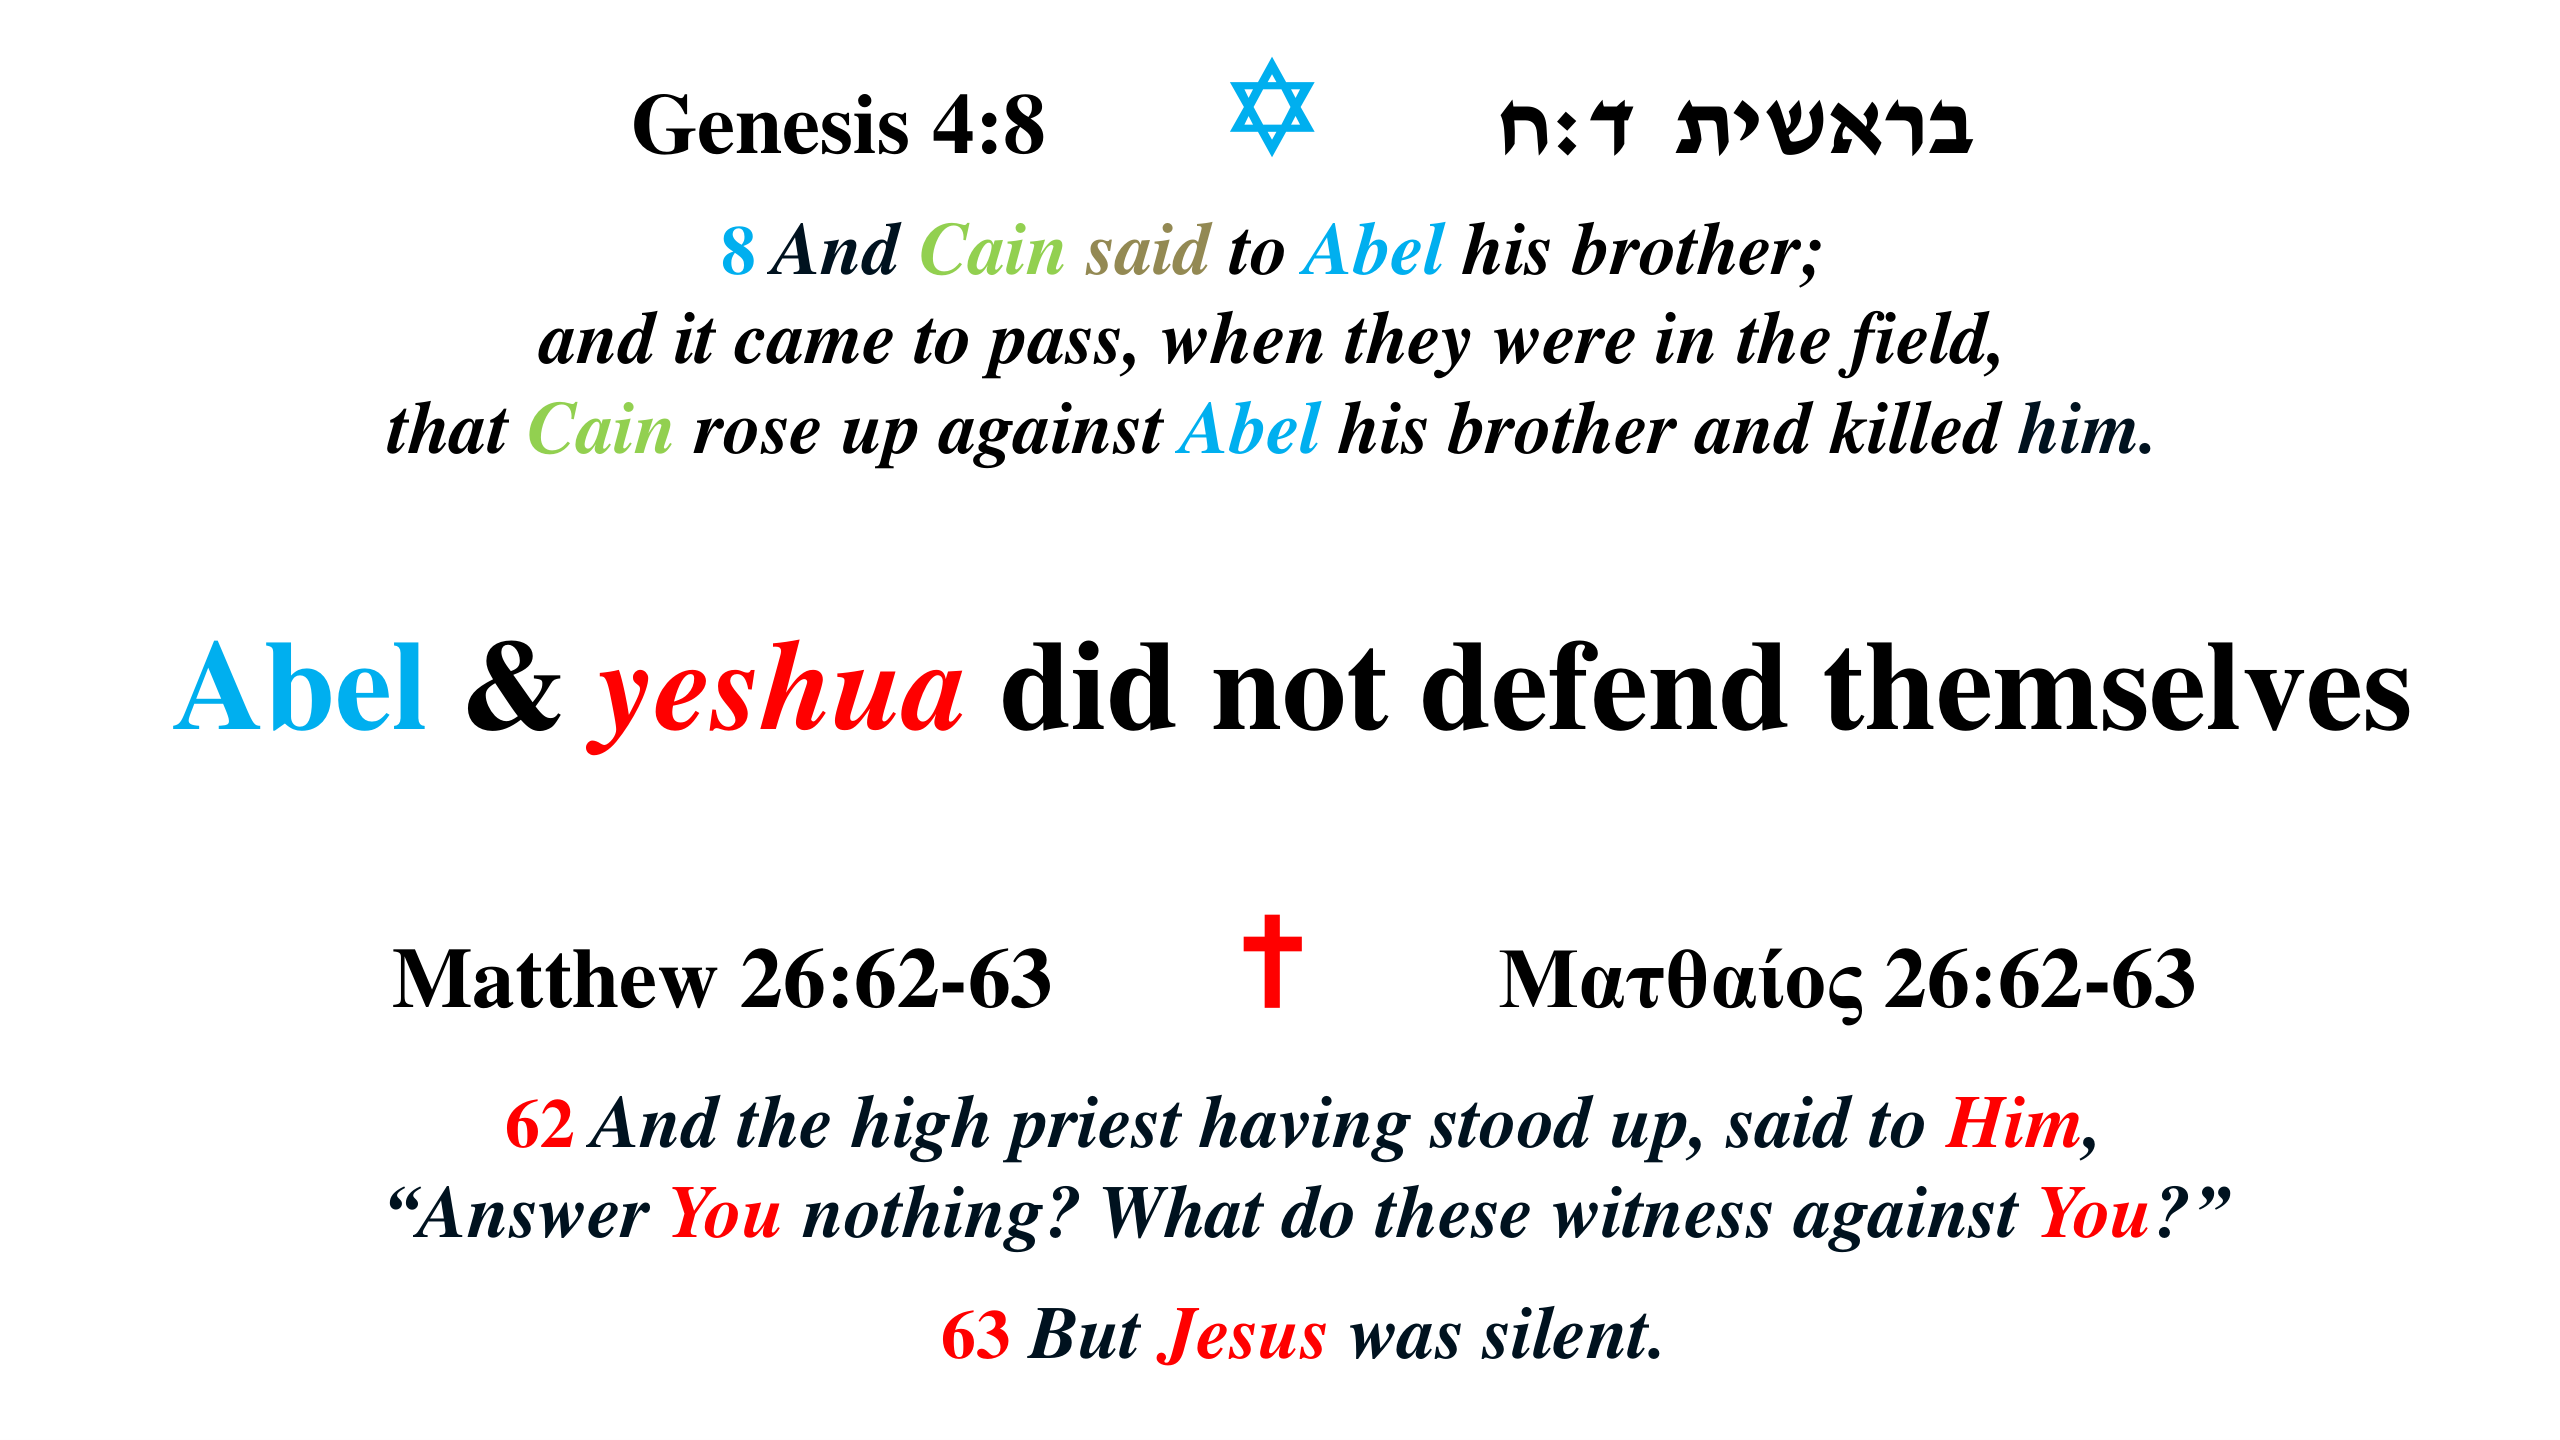 Genesis 4:8 ✡ בראשית ד:ח
8 And Cain said to Abel his brother;
and it came to pass, when they were in the field,
that Cain rose up against Abel his brother and killed him.
Abel & yeshua did not defend themselves
Matthew 26:62-63 ✝ Ματθαίος 26:62-63
62 And the high priest having stood up, said to Him,
“Answer You nothing? What do these witness against You?”
63 But Jesus was silent.